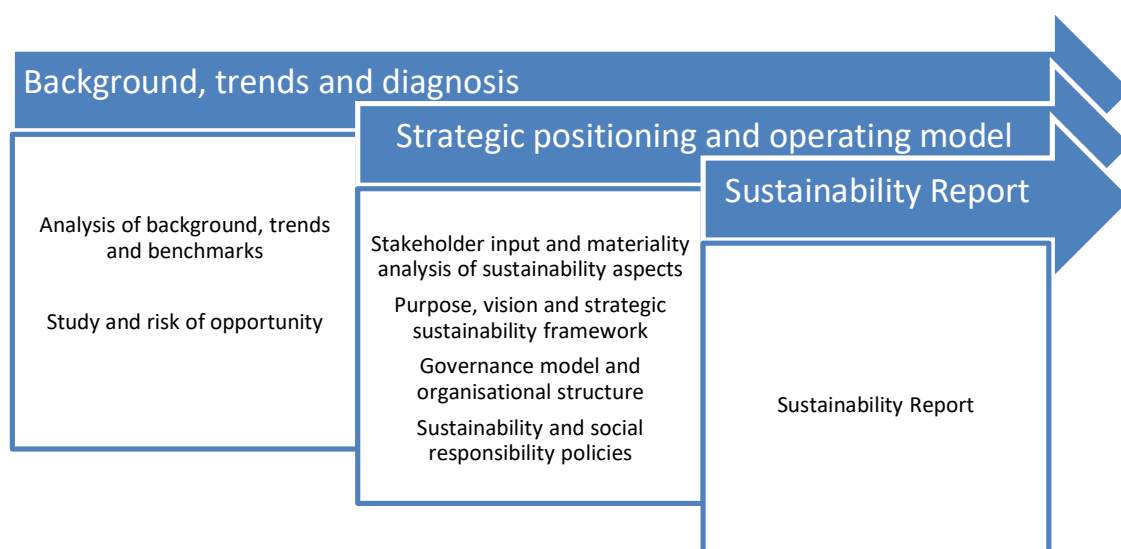 Background, trends and diagnosis
Analysis of background, trends
and benchmarks
Study and risk of opportunity
Strategic positioning and operating model
Stakeholder input and materiality
analysis of sustainability aspects
Purpose, vision and strategic
sustainability framework
Governance model and
organisational structure
Sustainability and social
responsibility policies
Sustainability Report
Sustainability Report